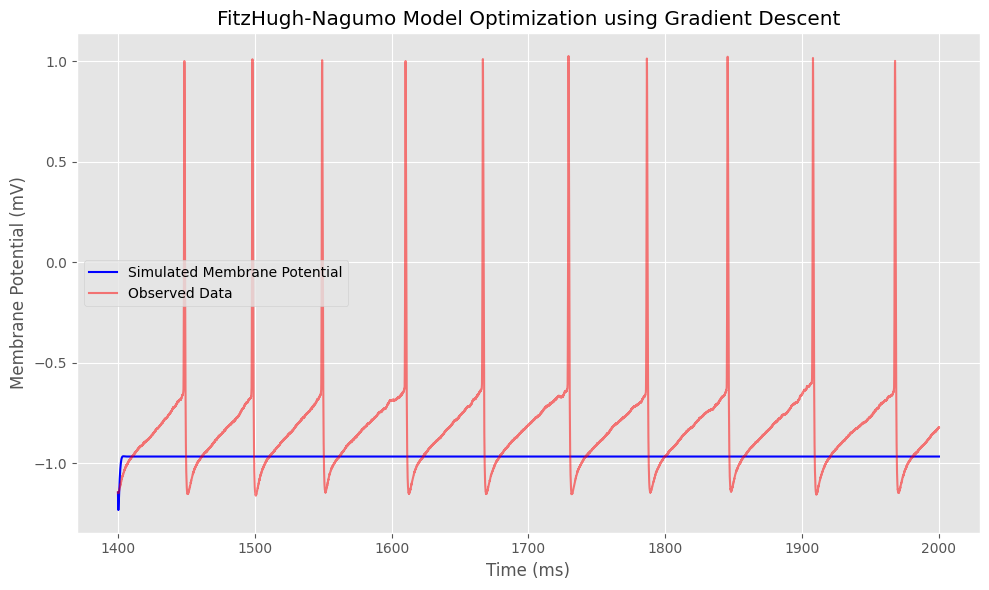 FitzHugh-Nagumo Model Optimization using Gradient Descent
Membrane Potential (mV)
1.0
0.5
0.0
−0.5
−1.0
Simulated Membrane Potential
Observed Data
1400 1500 1600 1700 1800 1900 2000
Time (ms)